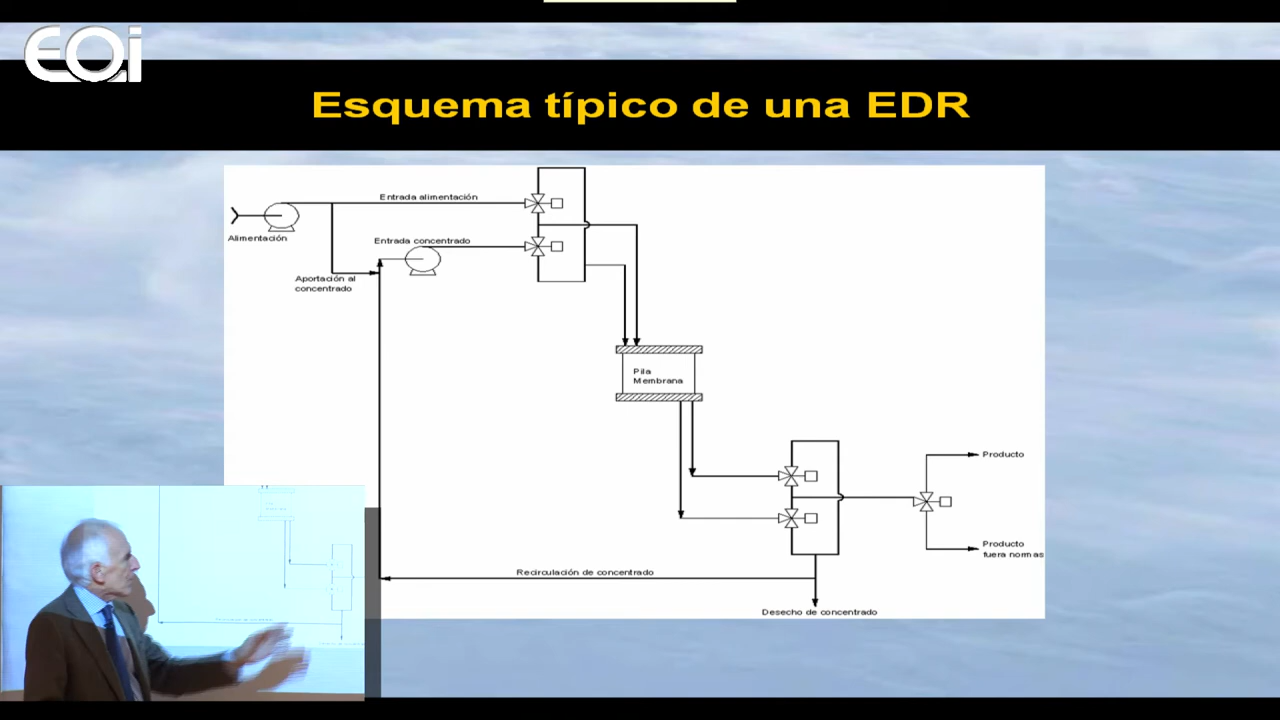 EOi
Esquema típico de una EDR
Entrada alimentación
Alimentación
Entrada concentrado
Aportación al
concentrado
Pila
Membrana
Producto
Producto
fuera normas
Recirculación de concentrado
Desecho de concentrado